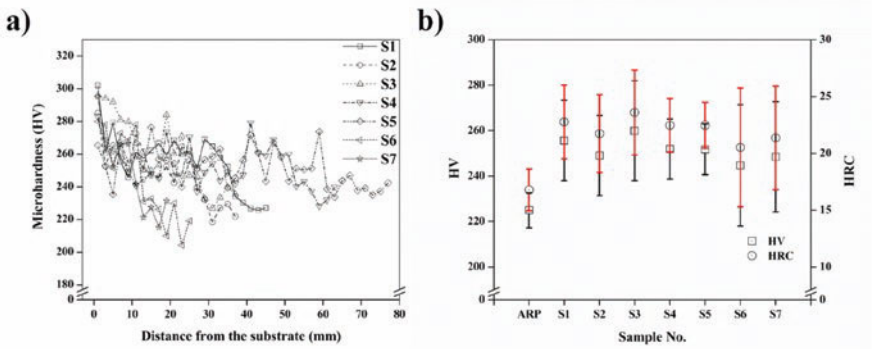 a)
320
300
280
260
240
220
200
180
0
Microhardness (HV)
S1
S2
S3
S4
S5
S6
S7
0 10 20 30 40 50 60 70 80
Distance from the substrate (mm)
b)
300
280
260
240
220
200
0
HV
30
25
20
15
10
0
HRC
HV
HRC
ARP S1 S2 S3 S4 S5 S6 S7
Sample No.